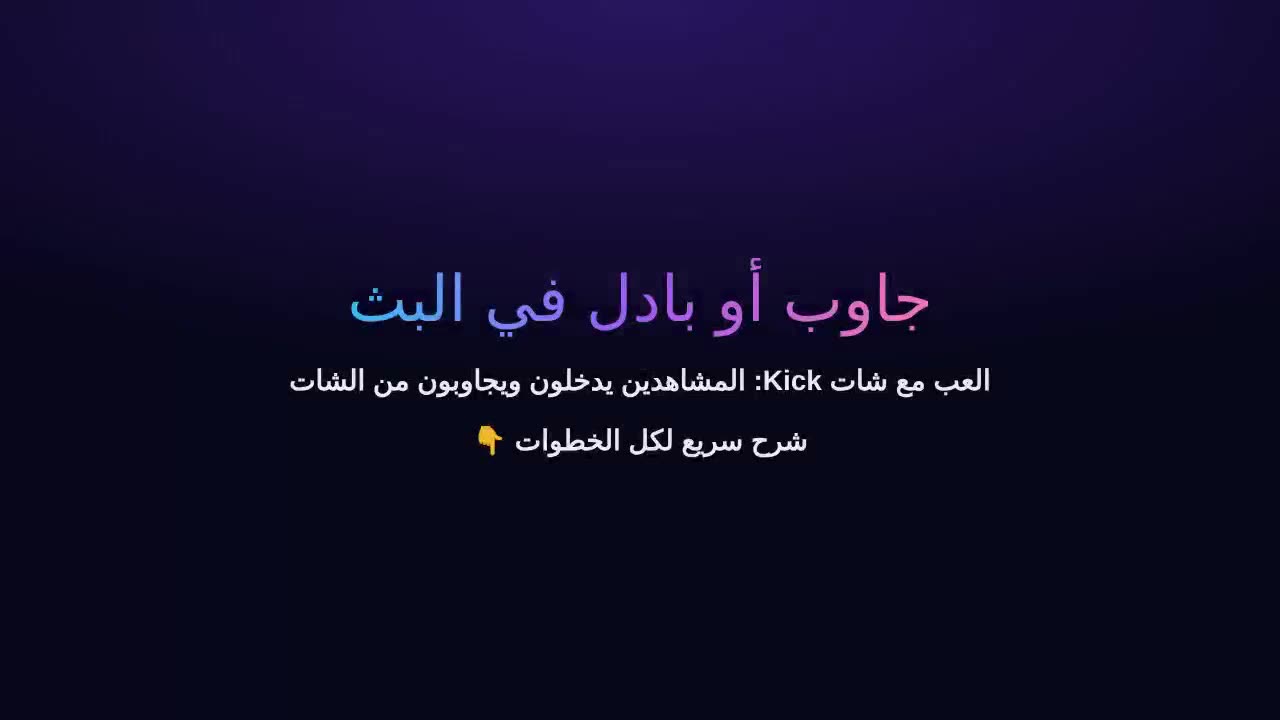 جاوب أو بادل في البث
العب مع شات Kick: المشاهدين يدخلون ويجاوبون من الشات
شرح سريع لكل الخطوات 👇